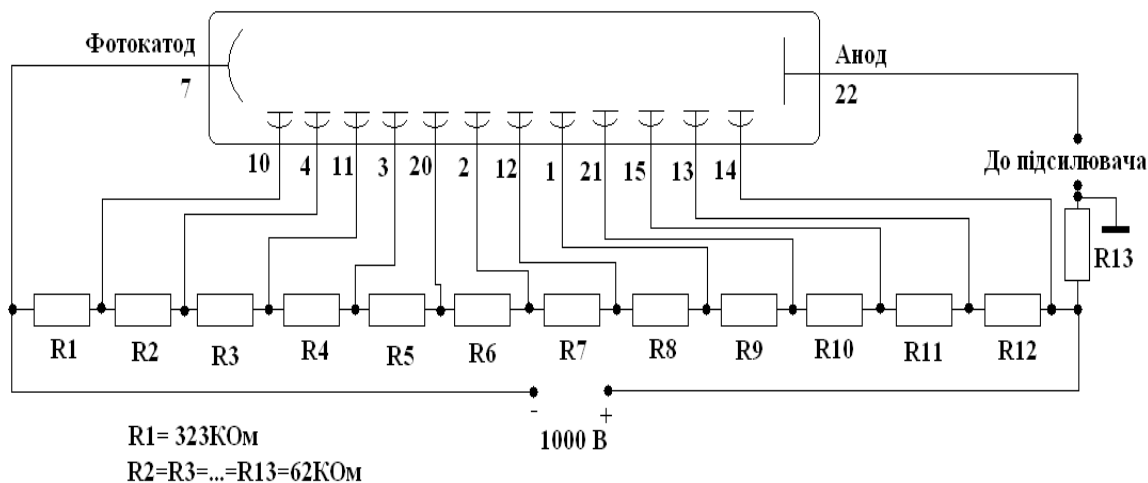 Фотокатод
7
Анод
22
10 4 11 3 20 2 12 1 21 15 13 14
До підсилювача
R13
R1 R2 R3 R4 R5 R6 R7 R8 R9 R10 R11 R12
- +
1000 В
R1= 323КОм
R2=R3=...=R13=62КОм